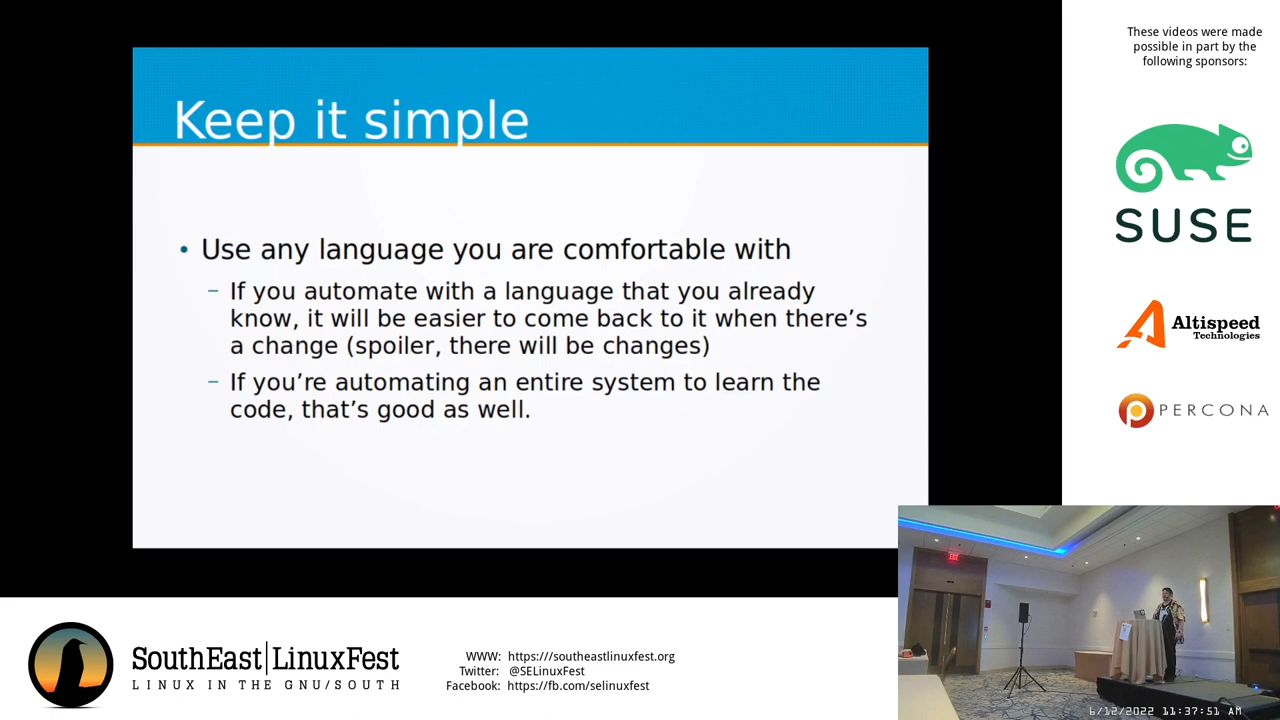 Keep it simple
• Use any language you are comfortable with
– If you automate with a language that you already
know, it will be easier to come back to it when there’s
a change (spoiler, there will be changes)
– If you’re automating an entire system to learn the
code, that’s good as well.
These videos were made
possible in part by the
following sponsors:
SUSE
Altispeed
Technologies
PERCONA
SouthEast|LinuxFest
LINUX IN THE GNU/SOUTH
WWW: https:///southeastlinuxfest.org
Twitter: @SELinuxFest
Facebook: https://fb.com/selinuxfest
6/12/2022 11:37:51 AM